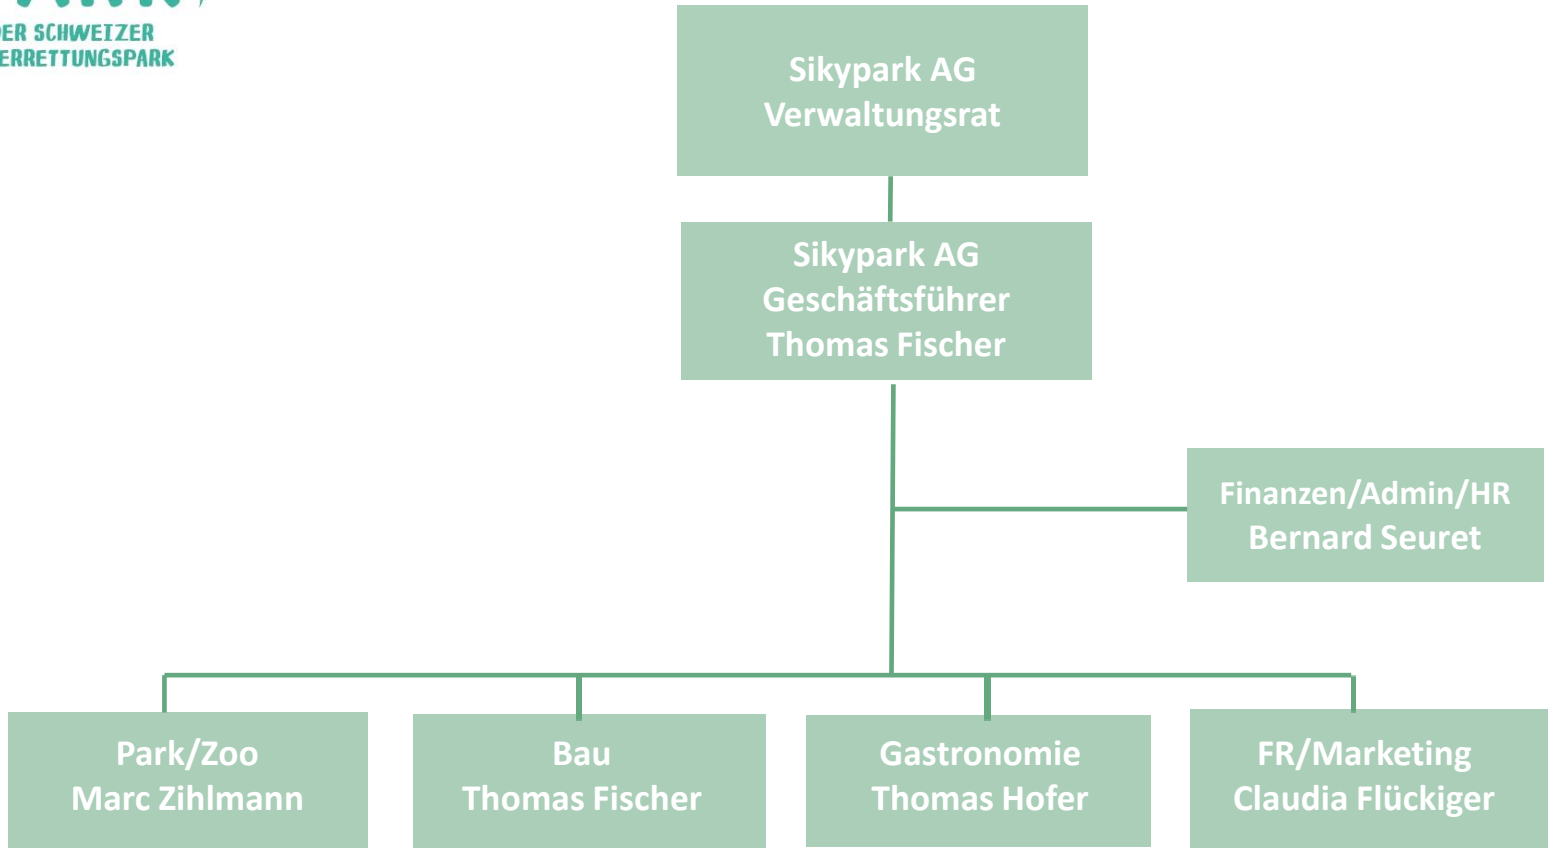 DER SCHWEIZER
ERRETTUNGSPARK
Sikypark AG
Verwaltungsrat
Sikypark AG
Geschäftsführer
Thomas Fischer
Finanzen/Admin/HR
Bernard Seuret
Park/Zoo
Marc Zihlmann
Bau
Thomas Fischer
Gastronomie
Thomas Hofer
FR/Marketing
Claudia Flückiger